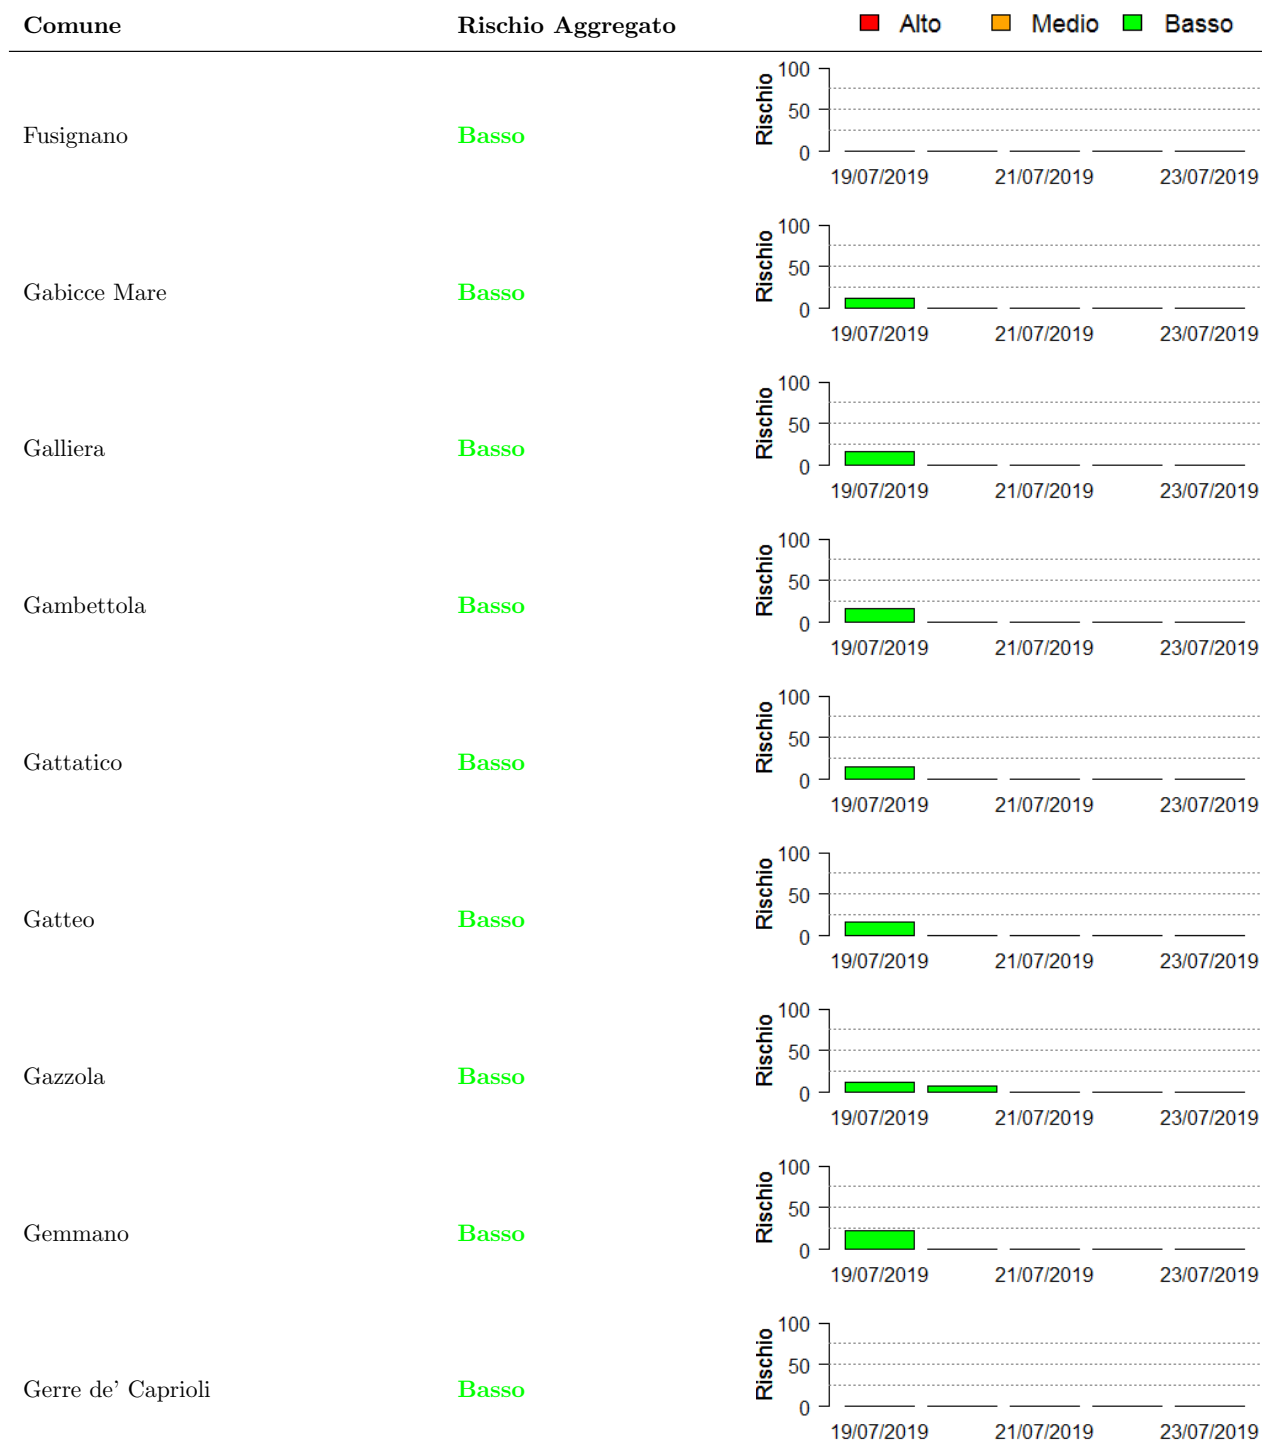 Comune Rischio Aggregato Alto Medio Basso
Fusignano Basso Rischio 100 50 0
19/07/2019 21/07/2019 23/07/2019
Gabicce Mare Basso Rischio 100 50 0
19/07/2019 21/07/2019 23/07/2019
Galliera Basso Rischio 100 50 0
19/07/2019 21/07/2019 23/07/2019
Gambettola Basso Rischio 100 50 0
19/07/2019 21/07/2019 23/07/2019
Gattatico Basso Rischio 100 50 0
19/07/2019 21/07/2019 23/07/2019
Gatteo Basso Rischio 100 50 0
19/07/2019 21/07/2019 23/07/2019
Gazzola Basso Rischio 100 50 0
19/07/2019 21/07/2019 23/07/2019
Gemmano Basso Rischio 100 50 0
19/07/2019 21/07/2019 23/07/2019
Gerre de' Caprioli Basso Rischio 100 50 0
19/07/2019 21/07/2019 23/07/2019